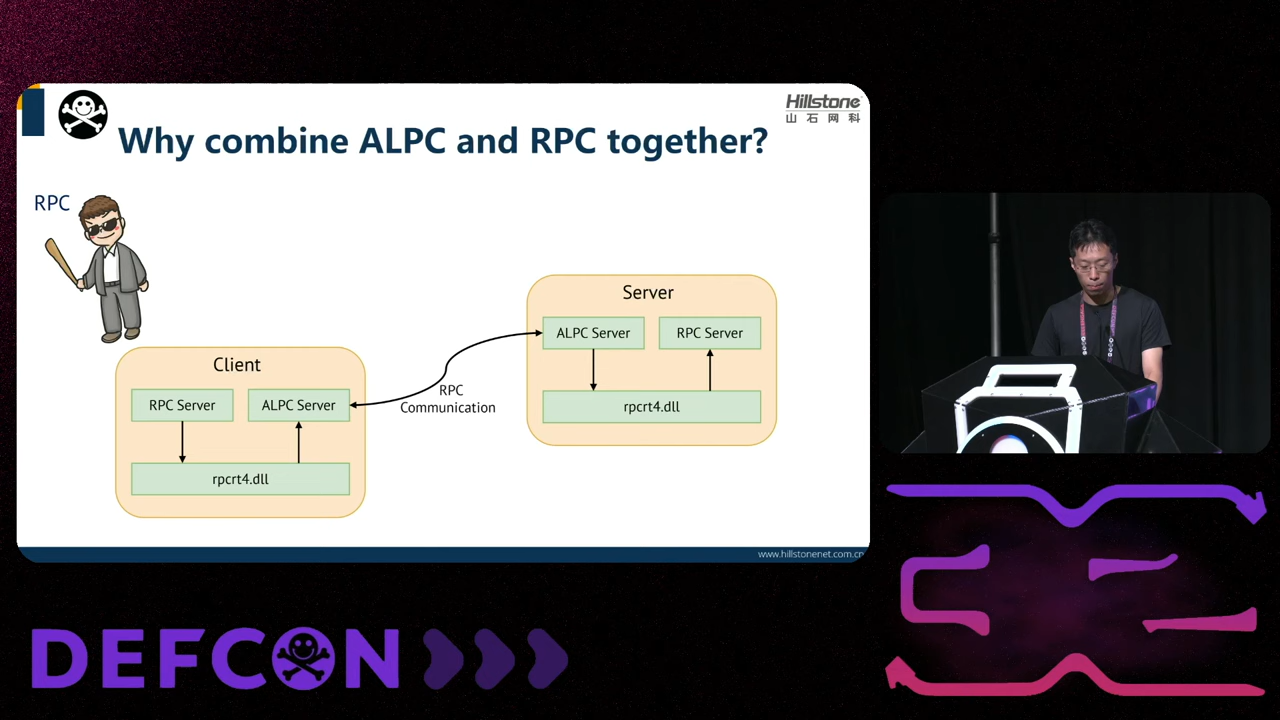 Hillstone
山石网科
Why combine ALPC and RPC together?
RPC
Server
ALPC Server
RPC Server
rpcrt4.dll
Client
RPC Server
ALPC Server
rpcrt4.dll
RPC
Communication
www.hillstonenet.com.cn
DEFCON